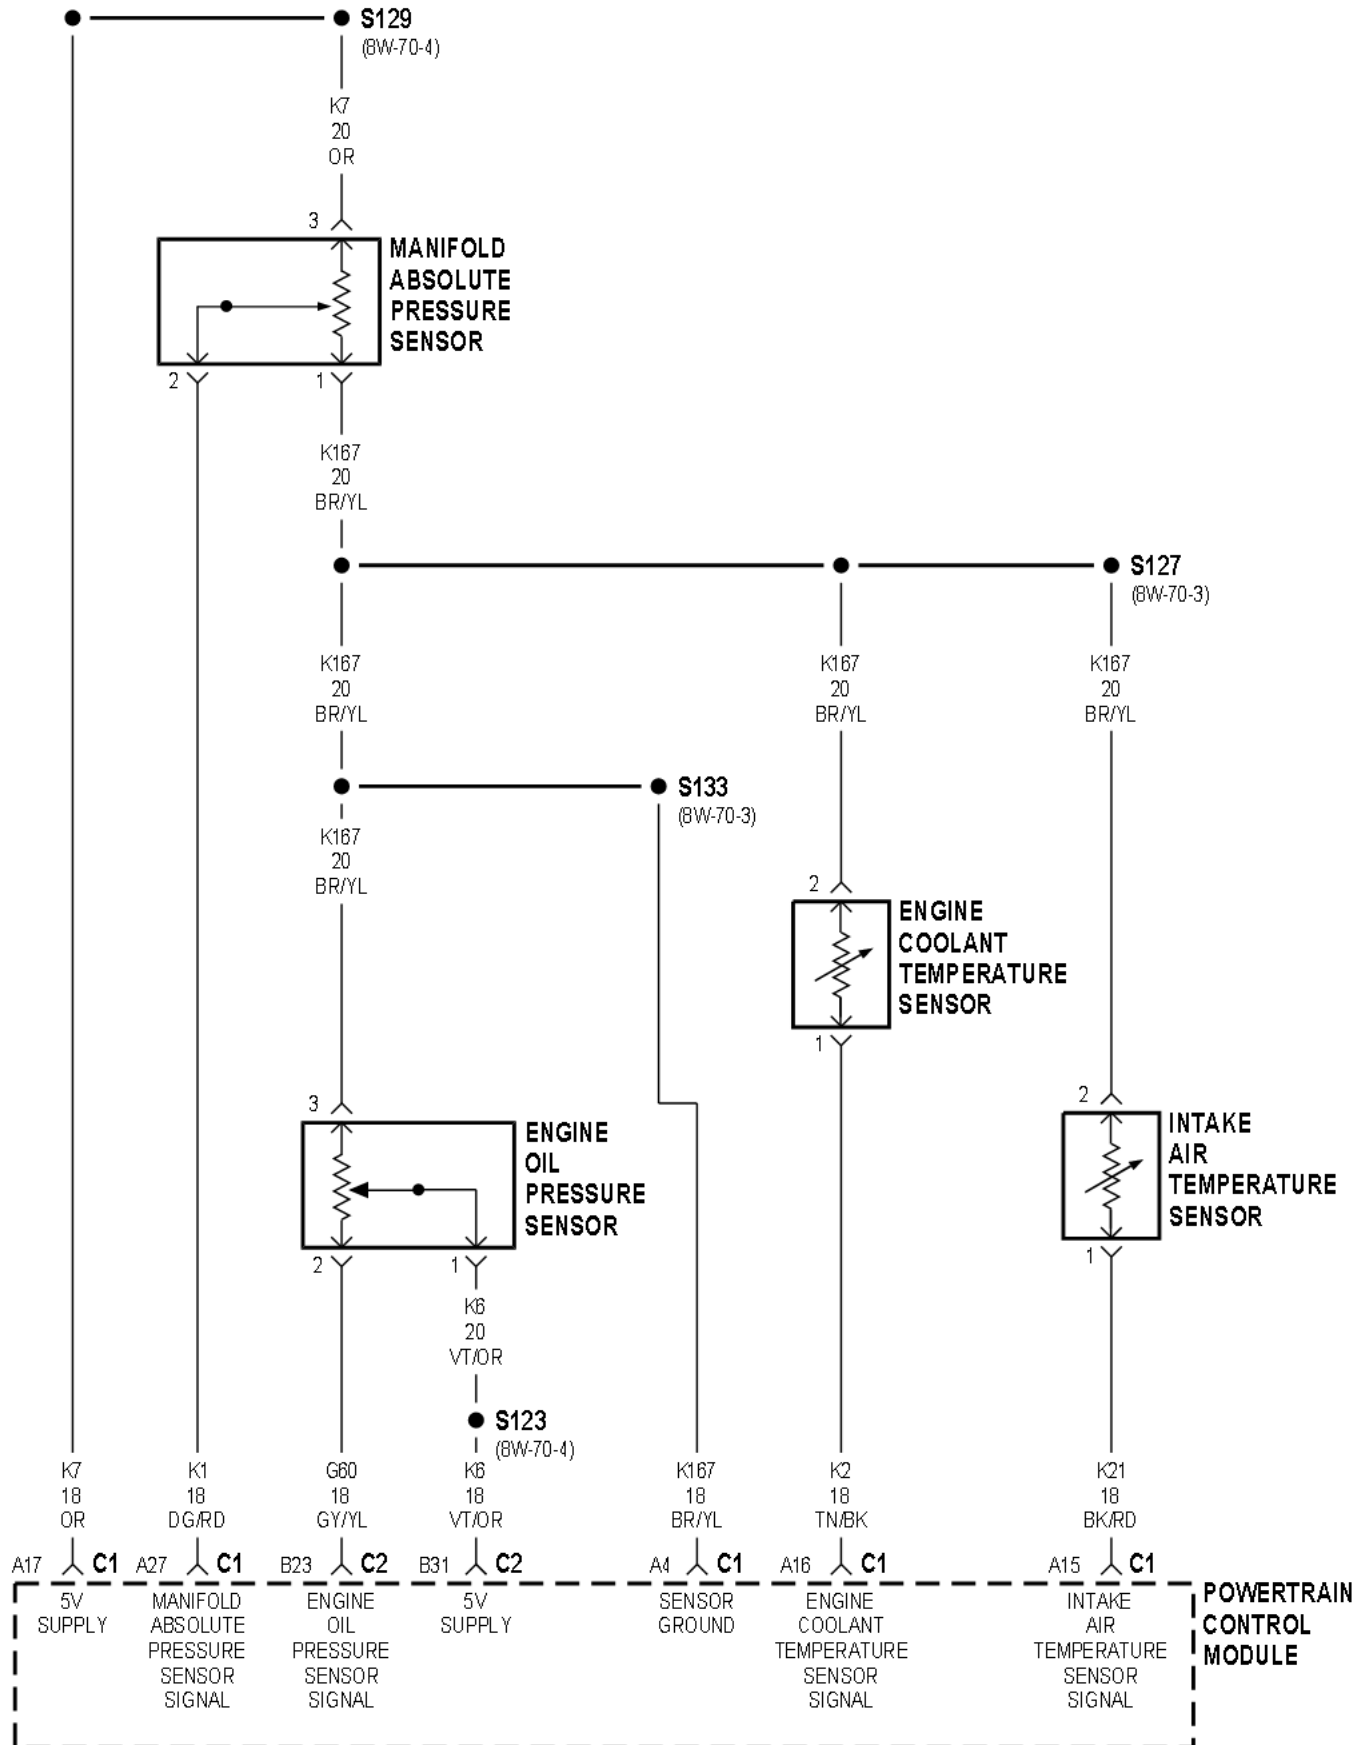 S129
(8W-70-4)
K7
20
OR
3
MANIFOLD
ABSOLUTE
PRESSURE
SENSOR
2
1
K167
20
BR/YL
S127
(8W-70-3)
K167
20
BR/YL
K167
20
BR/YL
K167
20
BR/YL
S133
(8W-70-3)
K167
20
BR/YL
2
ENGINE
COOLANT
TEMPERATURE
SENSOR
1
3
ENGINE
OIL
PRESSURE
SENSOR
2
1
2
INTAKE
AIR
TEMPERATURE
SENSOR
1
K6
20
VT/OR
S123
(8W-70-4)
K7
18
OR
K1
18
DG/RD
G60
18
GY/YL
K6
18
VT/OR
K167
18
BR/YL
K2
18
TN/BK
K21
18
BK/RD
A17 C1
A27 C1
B23 C2
B31 C2
A4 C1
A16 C1
A15 C1
5V
SUPPLY
MANIFOLD
ABSOLUTE
PRESSURE
SENSOR
SIGNAL
ENGINE
OIL
PRESSURE
SENSOR
SIGNAL
5V
SUPPLY
SENSOR
GROUND
ENGINE
COOLANT
TEMPERATURE
SENSOR
SIGNAL
INTAKE
AIR
TEMPERATURE
SENSOR
SIGNAL
POWERTRAIN
CONTROL
MODULE